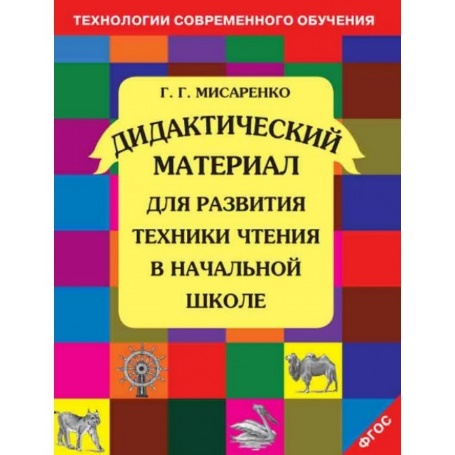 ТЕХНОЛОГИИ СОВРЕМЕННОГО ОБУЧЕНИЯ
Г. Г. МИСАРЕНКО
ДИДАКТИЧЕСКИЙ
МАТЕРИАЛ
ДЛЯ РАЗВИТИЯ
ТЕХНИКИ ЧТЕНИЯ
В НАЧАЛЬНОЙ
ШКОЛЕ
ФГОС